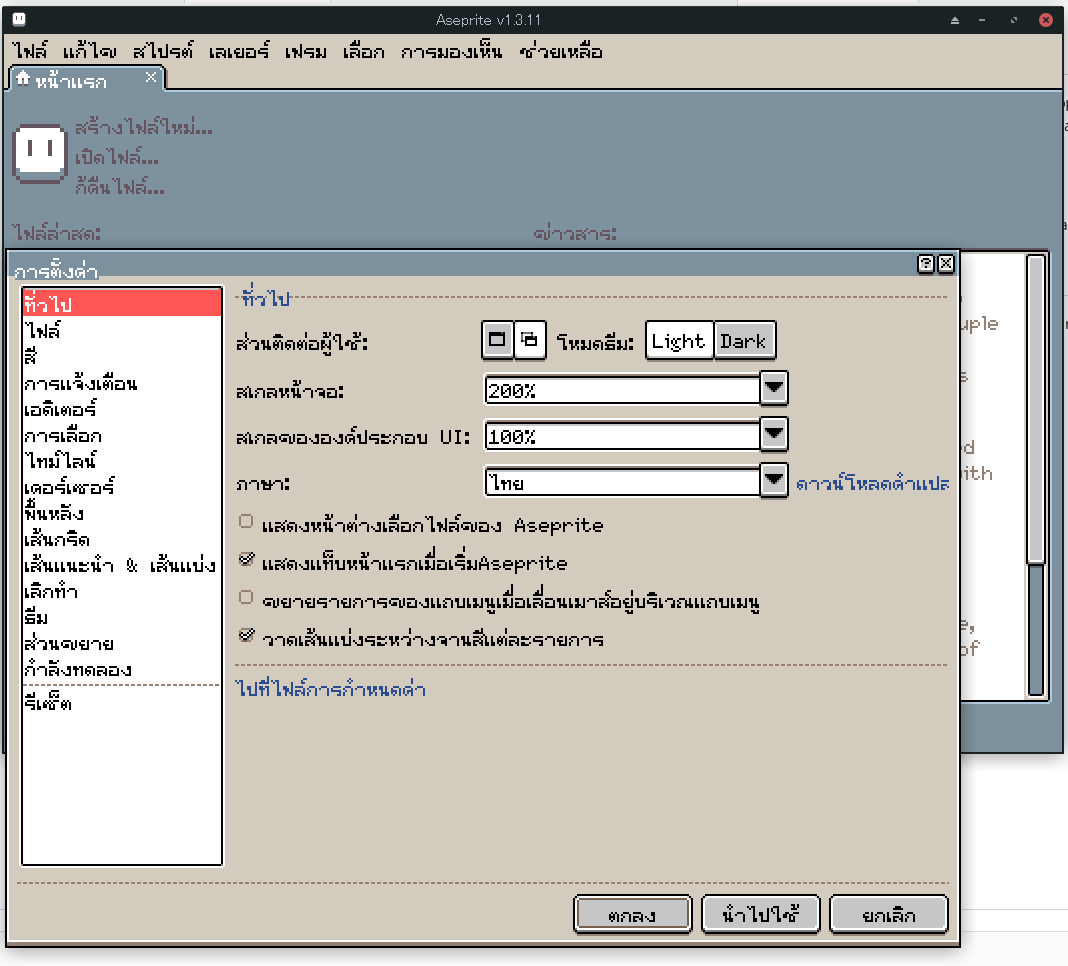 Aseprite v1.3.11
ไฟล์ แก้ไข สไปรต์ เลเยอร์ เฟรม เลือก การมองเห็น ช่วยเหลือ
หน้าแรก
สร้างไฟล์ใหม่...
เปิดไฟล์...
กู้คืนไฟล์...
ไฟล์ล่าสุด: ข่าวสาร:
การตั้งค่า
ทั่วไป
ไฟล์
สี
การแจ้งเตือน
เอดิเตอร์
การเลือก
ไทม์ไลน์
เคอร์เซอร์
พื้นหลัง
เส้นกริด
เส้นแนะนำ & เส้นแบ่ง
เลิกทำ
ธีม
ส่วนขยาย
กำลังทดลอง
รีเซ็ต
ทั่วไป
ส่วนติดต่อผู้ใช้: โหมดธีม: Light Dark
สเกลหน้าจอ: 200%
สเกลขององค์ประกอบ UI: 100%
ภาษา: ไทย ดาวน์โหลดคำแปล
แสดงหน้าต่างเลือกไฟล์ของ Aseprite
แสดงแท็บหน้าแรกเมื่อเริ่มAseprite
ขยายรายการของแถบเมนูเมื่อเลื่อนเมาส์อยู่บริเวณแถบเมนู
วาดเส้นแบ่งระหว่างจานสีแต่ละรายการ
ไปที่ไฟล์การกำหนดค่า
ตกลง นำไปใช้ ยกเลิก
uple
s
d
ith
e,
of